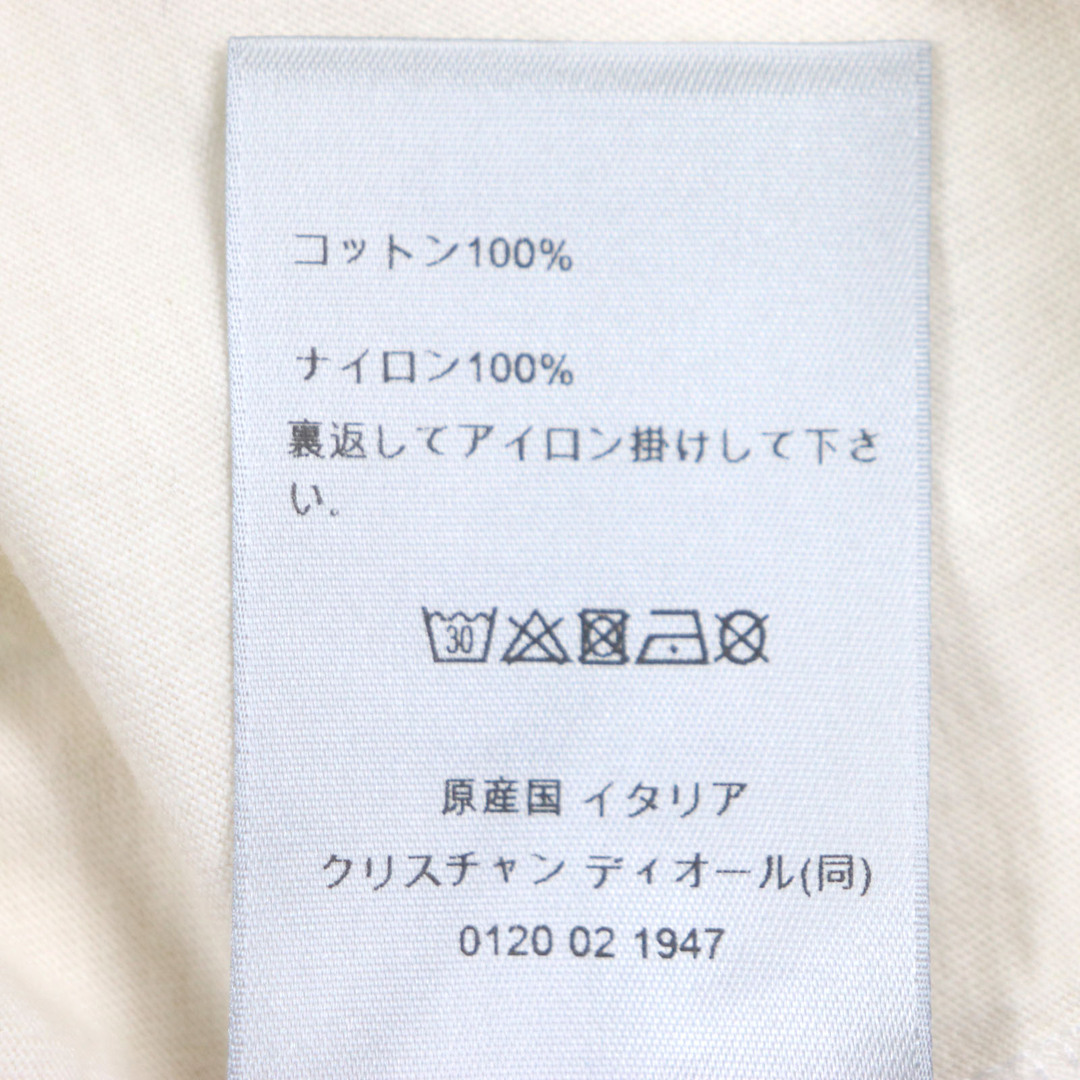 コットン100%
ナイロン100%
裏返してアイロン掛けして下さ
い.
30
原産国 イタリア
クリスチャン ディオール(同)
0120 02 1947